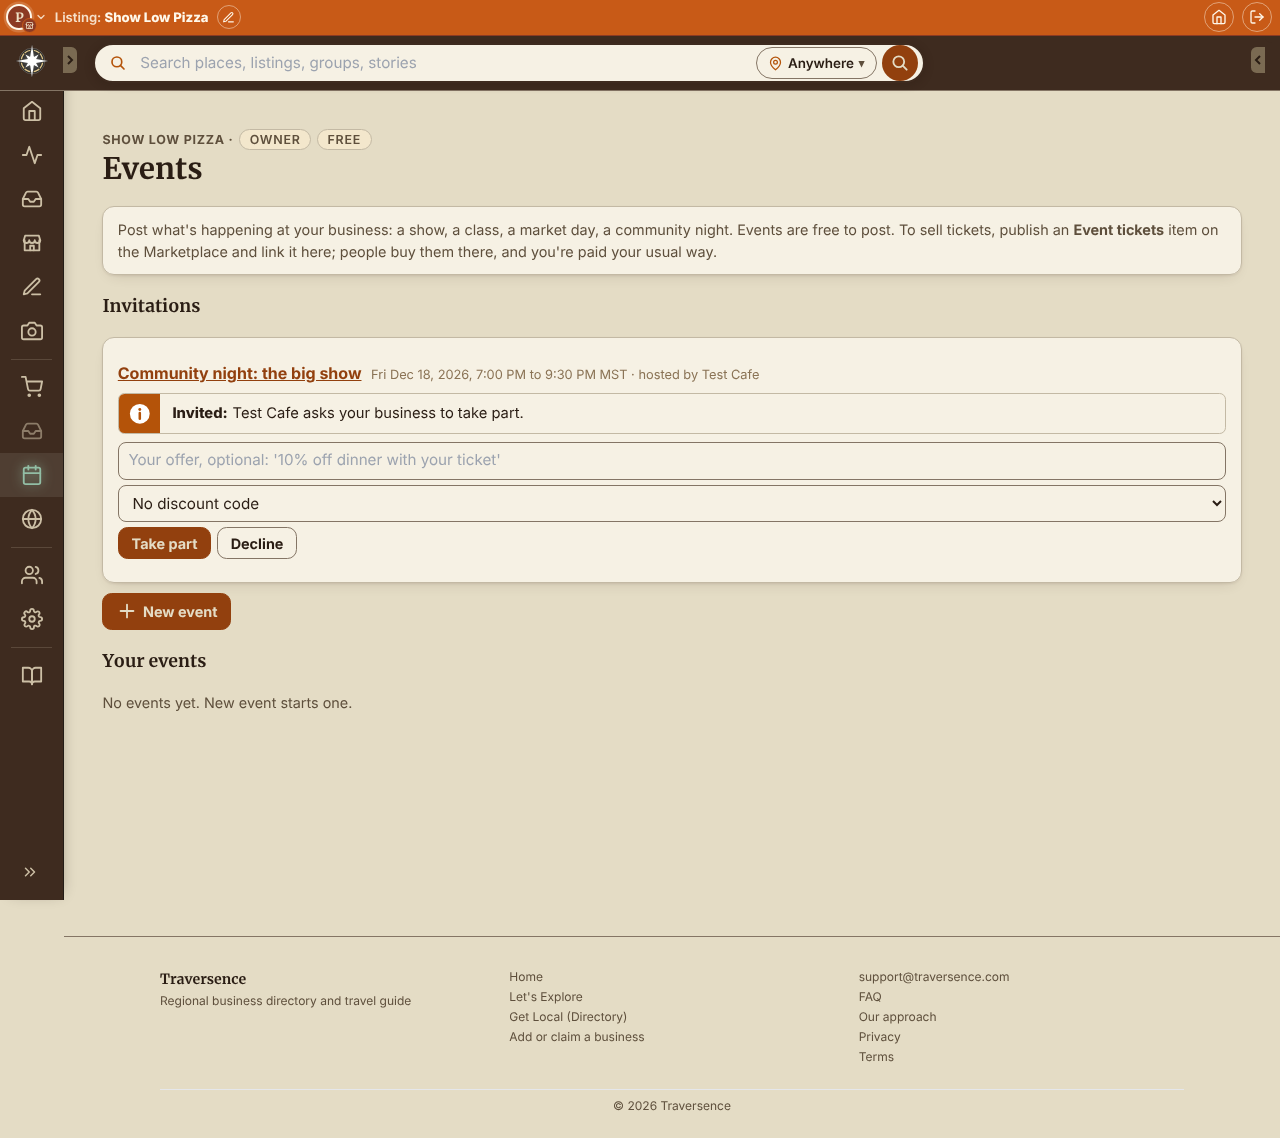 P
Listing: Show Low Pizza
Search places, listings, groups, stories
Anywhere ▾
SHOW LOW PIZZA · OWNER FREE
Events
Post what's happening at your business: a show, a class, a market day, a community night. Events are free to post. To sell tickets, publish an Event tickets item on
the Marketplace and link it here; people buy them there, and you're paid your usual way.
Invitations
Community night: the big show Fri Dec 18, 2026, 7:00 PM to 9:30 PM MST · hosted by Test Cafe
Invited: Test Cafe asks your business to take part.
Your offer, optional: '10% off dinner with your ticket'
No discount code
Take part Decline
New event
Your events
No events yet. New event starts one.
Traversence
Regional business directory and travel guide
Home
Let's Explore
Get Local (Directory)
Add or claim a business
support@traversence.com
FAQ
Our approach
Privacy
Terms
© 2026 Traversence